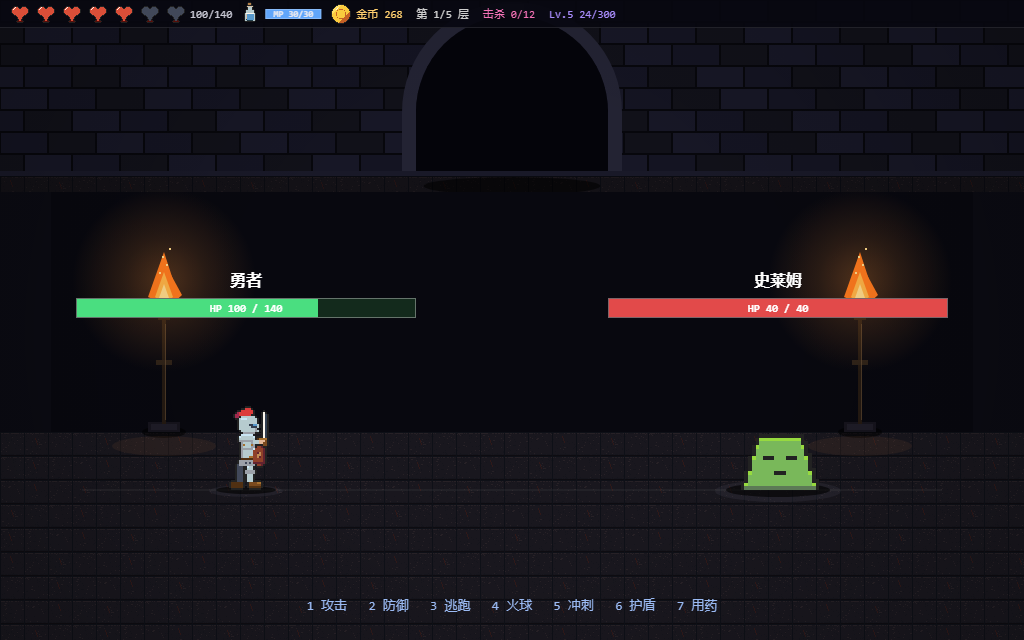 100/140 MP 30/30 金币 268 第 1/5 层 击杀 0/12 Lv.5 24/300
勇者
HP 100 / 140
史莱姆
HP 40 / 40
1 攻击 2 防御 3 逃跑 4 火球 5 冲刺 6 护盾 7 用药